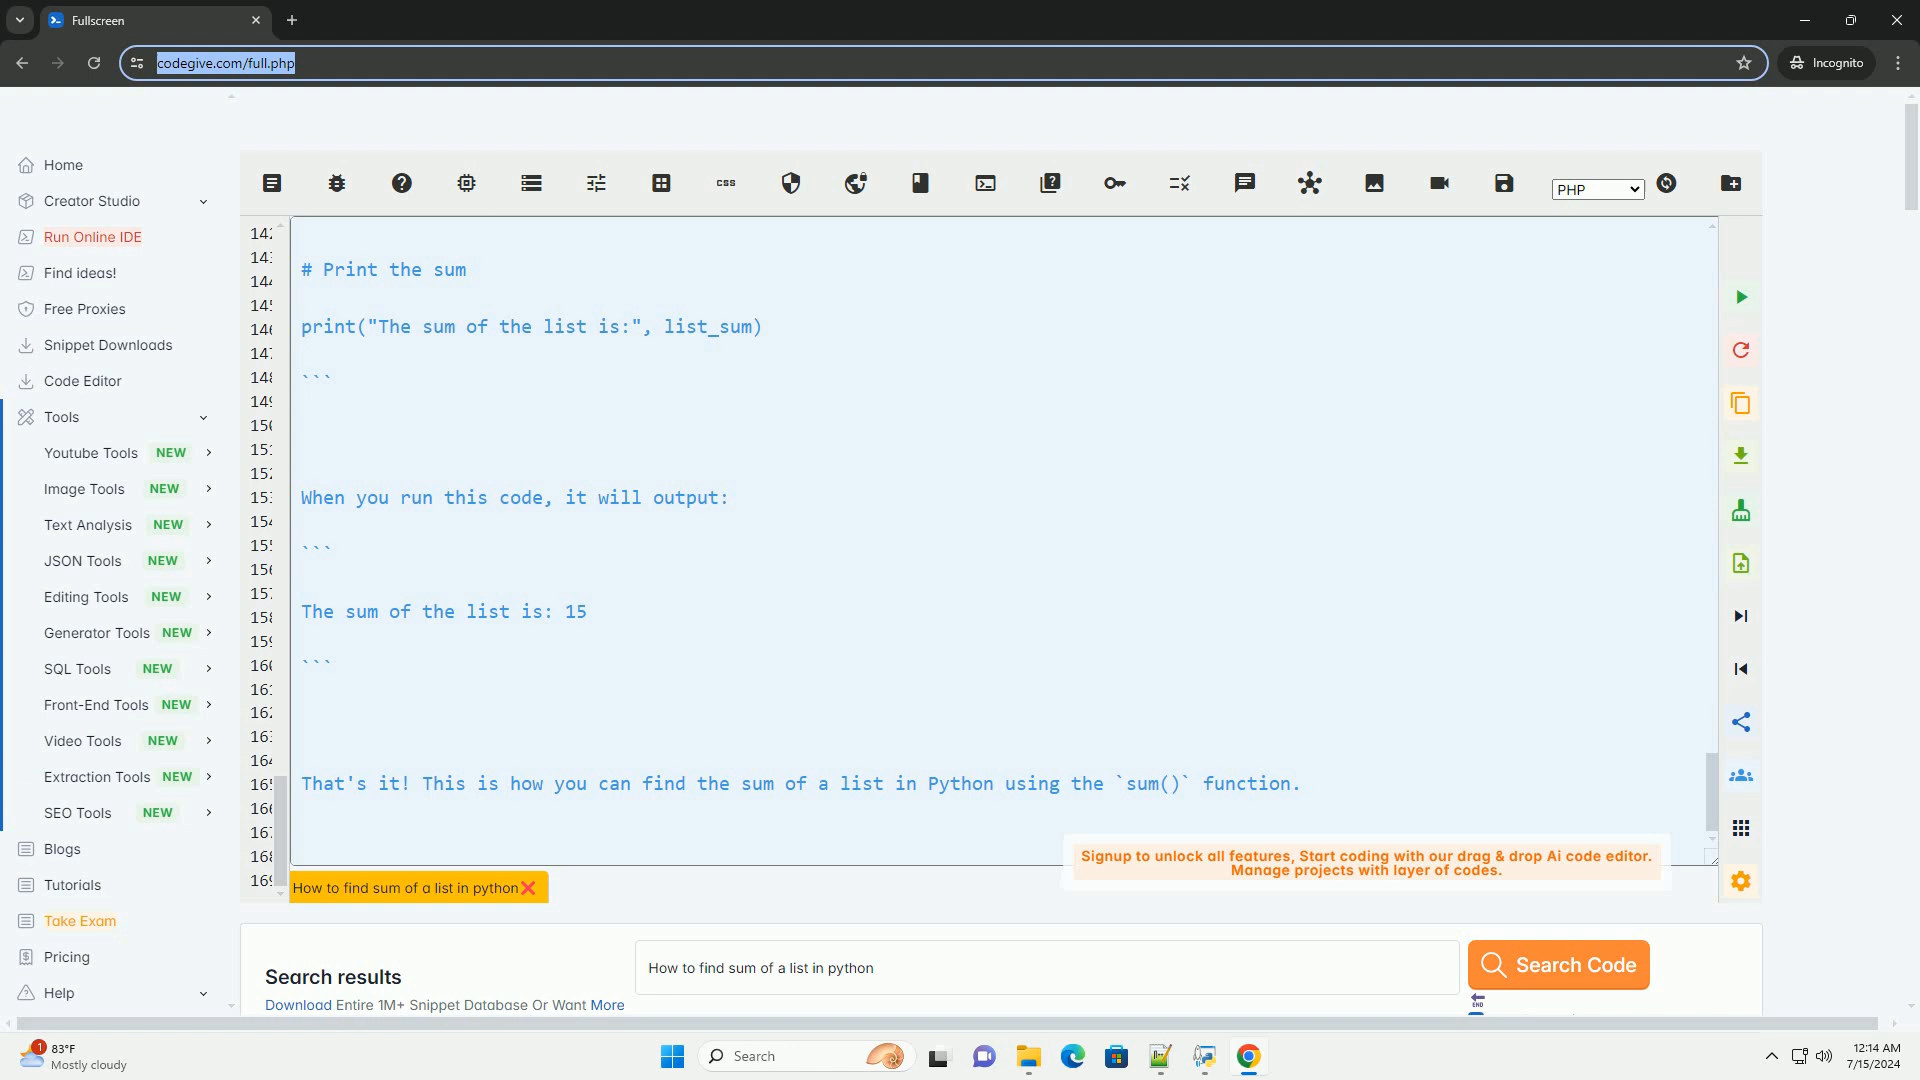 Fullscreen
codegive.com/full.php
Incognito
Home
Creator Studio
Run Online IDE
Find ideas!
Free Proxies
Snippet Downloads
Code Editor
Tools
Youtube Tools NEW
Image Tools NEW
Text Analysis NEW
JSON Tools NEW
Editing Tools NEW
Generator Tools NEW
SQL Tools NEW
Front-End Tools NEW
Video Tools NEW
Extraction Tools NEW
SEO Tools NEW
Blogs
Tutorials
Take Exam
Pricing
Help
css
PHP
# Print the sum
print("The sum of the list is:", list_sum)
```
When you run this code, it will output:
```
The sum of the list is: 15
```
That's it! This is how you can find the sum of a list in Python using the `sum()` function.
Signup to unlock all features, Start coding with our drag & drop Ai code editor.
Manage projects with layer of codes.
How to find sum of a list in python
Search results
Download Entire 1M+ Snippet Database Or Want More
How to find sum of a list in python
Search Code
END
1
83°F
Mostly cloudy
Search
12:14 AM
7/15/2024